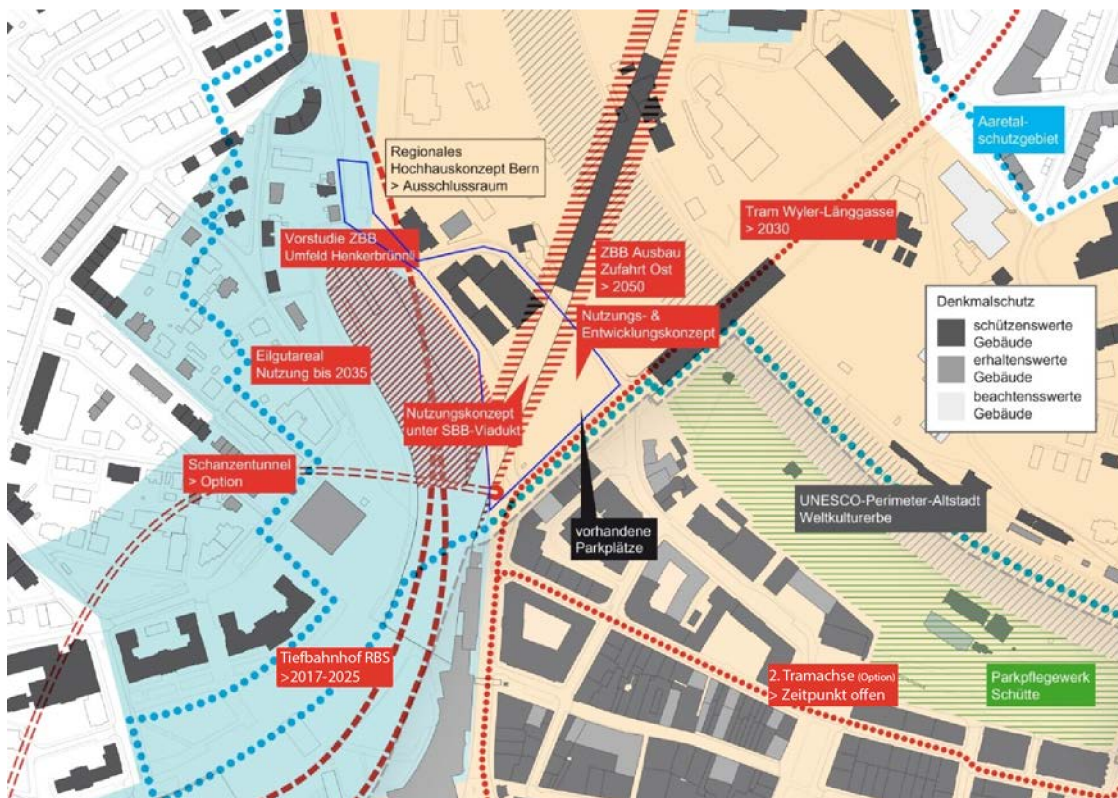 Aaretal-
schutzgebiet
Regionales
Hochhauskonzept Bern
> Ausschlussraum
Tram Wyler-Länggasse
> 2030
Vorstudie ZBB
Umfeld Henkerbrünnli
ZBB Ausbau
Zufahrt Ost
> 2050
Denkmalschutz
schützenswerte
Gebäude
erhaltenswerte
Gebäude
beachtensswerte
Gebäude
Nutzungs- &
Entwicklungskonzept
Eilgutareal
Nutzung bis 2035
Nutzungskonzept
unter SBB-Viadukt
Schanzentunnel
> Option
UNESCO-Perimeter-Altstadt
Weltkulturerbe
vorhandene
Parkplätze
Tiefbahnhof RBS
>2017-2025
2. Tramachse (Option)
> Zeitpunkt offen
Parkpflegewerk
Schütte